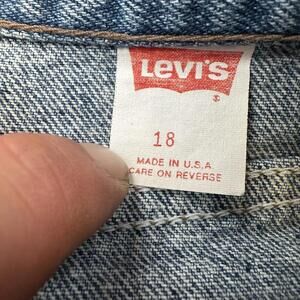 LEVI'S
®
18
MADE IN U.S.A
CARE ON REVERSE